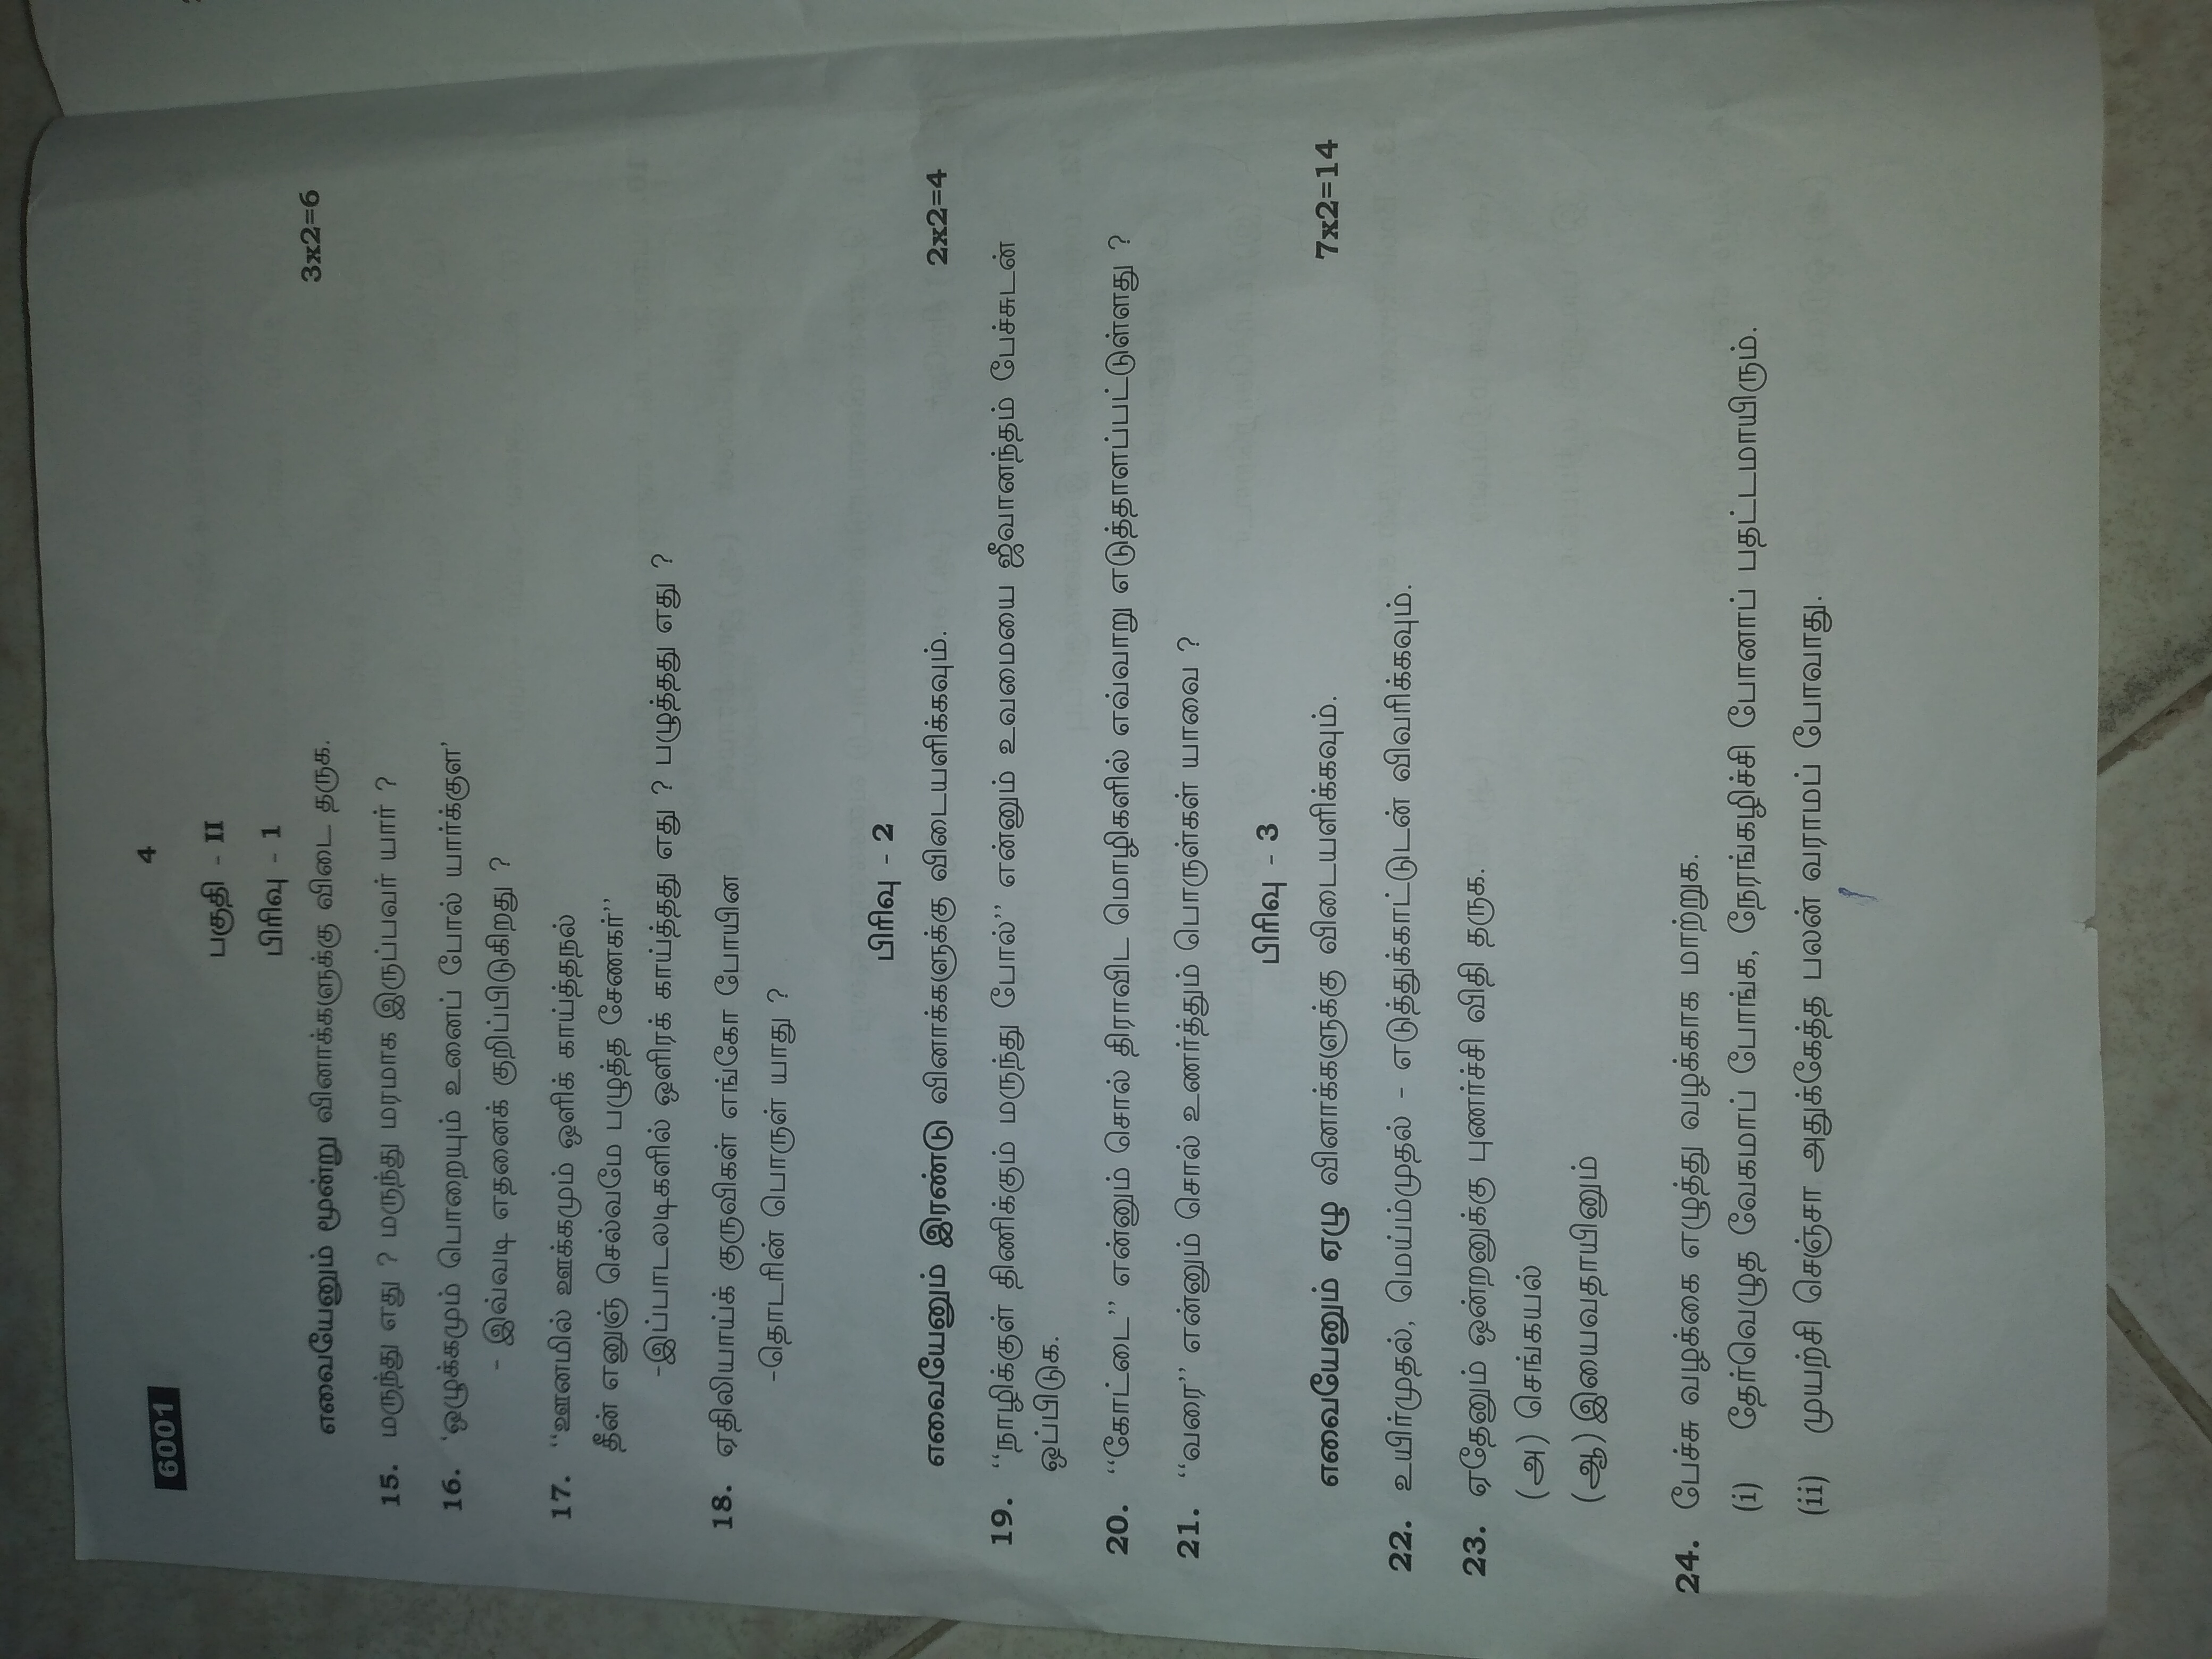 4
6001
பகுதி - II
பிரிவு - 1
எவையேனும் மூன்று வினாக்களுக்கு விடை தருக. 3x2=6
15. மருந்து எது ? மருந்து மரமாக இருப்பவர் யார் ?
16. ‘ஒழுக்கமும் பொறையும் உனைப் போல் யார்க்குள’
- இவ்வடி எதனைக் குறிப்பிடுகிறது ?
17. “ஊனமில் ஊக்கமும் ஒளிக் காய்த்தநல்
தீன் எனுஞ் செல்வமே பழுத்த சேணகர்”
-இப்பாடலடிகளில் ஒளிரக் காய்த்தது எது ? பழுத்தது எது ?
18. ஏதிலியாய்க் குருவிகள் எங்கோ போயின
-தொடரின் பொருள் யாது ?
பிரிவு - 2
எவையேனும் இரண்டு வினாக்களுக்கு விடையளிக்கவும். 2x2=4
19. “நாழிக்குள் திணிக்கும் மருந்து போல்” என்னும் உவமையை ஜீவானந்தம் பேச்சுடன்
ஒப்பிடுக.
20. “கோட்டை” என்னும் சொல் திராவிட மொழிகளில் எவ்வாறு எடுத்தாளப்பட்டுள்ளது ?
21. “வரை” என்னும் சொல் உணர்த்தும் பொருள்கள் யாவை ?
பிரிவு - 3
எவையேனும் ஏழு வினாக்களுக்கு விடையளிக்கவும். 7x2=14
22. உயிர்முதல், மெய்ம்முதல் - எடுத்துக்காட்டுடன் விவரிக்கவும்.
23. ஏதேனும் ஒன்றனுக்கு புணர்ச்சி விதி தருக.
(அ) செங்கயல்
(ஆ) இயைவதாயினும்
24. பேச்சு வழக்கை எழுத்து வழக்காக மாற்றுக.
(i) தேர்வெழுத வேகமாப் போங்க, நேரங்கழிச்சி போனாப் பதட்டமாயிரும்.
(ii) முயற்சி செஞ்சா அதுக்கேத்த பலன் வராமப் போவாது.